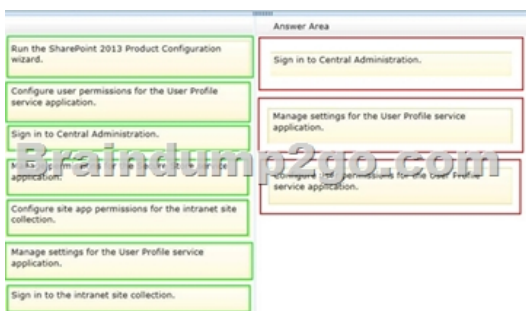 Answer Area
Run the SharePoint 2013 Product Configuration
wizard.
Configure user permissions for the User Profile
service application.
Sign in to Central Administration.
application.
Configure site app permissions for the intranet site
collection.
Manage settings for the User Profile service
application.
Sign in to the intranet site collection.
Sign in to Central Administration.
Manage settings for the User Profile service
application.
Configure user permissions for the User Profile
service application.
Braindump2go.com